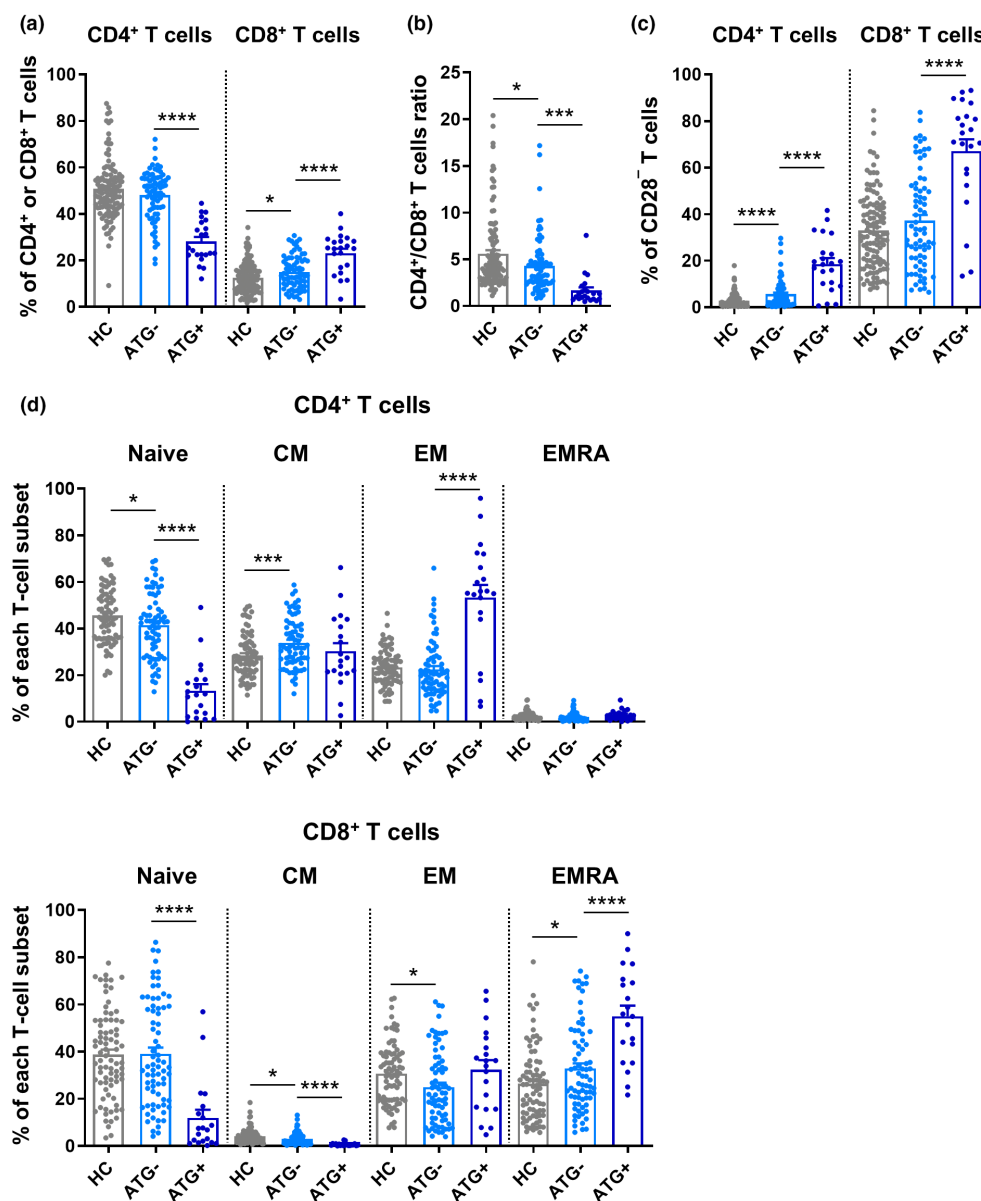 (a)
CD4⁺ T cells
CD8⁺ T cells
% of CD4⁺ or CD8⁺ T cells
100
80
60
40
20
0
****
*
****
HC
ATG-
ATG+
HC
ATG-
ATG+
(b)
CD4⁺/CD8⁺ T cells ratio
25
20
15
10
5
0
*
***
HC
ATG-
ATG+
(c)
CD4⁺ T cells
CD8⁺ T cells
% of CD28⁻ T cells
100
80
60
40
20
0
****
****
****
HC
ATG-
ATG+
HC
ATG-
ATG+
(d)
CD4⁺ T cells
Naive
CM
EM
EMRA
% of each T-cell subset
100
80
60
40
20
0
*
****
***
****
HC
ATG-
ATG+
HC
ATG-
ATG+
HC
ATG-
ATG+
HC
ATG-
ATG+
CD8⁺ T cells
Naive
CM
EM
EMRA
% of each T-cell subset
100
80
60
40
20
0
****
*
****
*
*
****
HC
ATG-
ATG+
HC
ATG-
ATG+
HC
ATG-
ATG+
HC
ATG-
ATG+